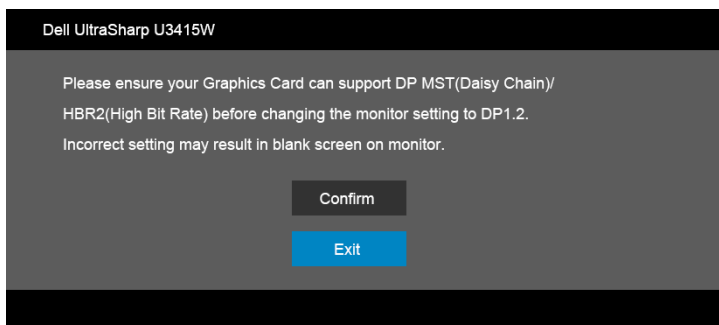 Dell UltraSharp U3415W
Please ensure your Graphics Card can support DP MST(Daisy Chain)/
HBR2(High Bit Rate) before changing the monitor setting to DP1.2.
Incorrect setting may result in blank screen on monitor.
Confirm
Exit